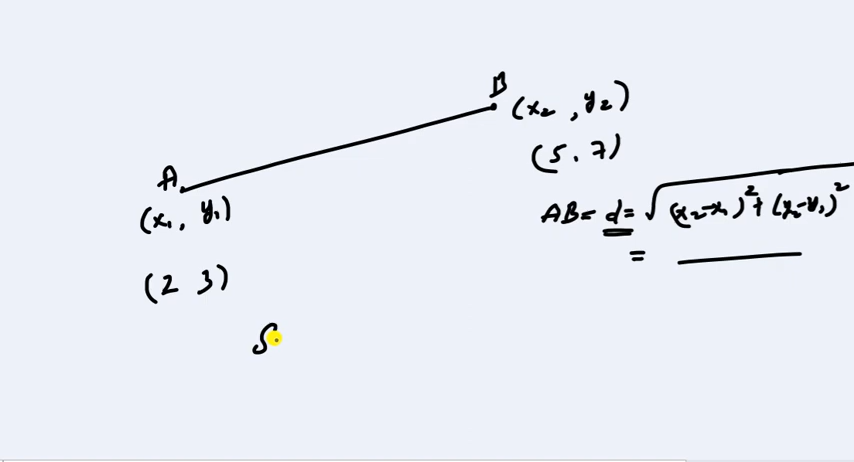 B
(x₂, y₂)
(5, 7)
A
(x₁, y₁)
AB = d = √(x₂-x₁)² + (y₂-y₁)²
=
(2 3)
S